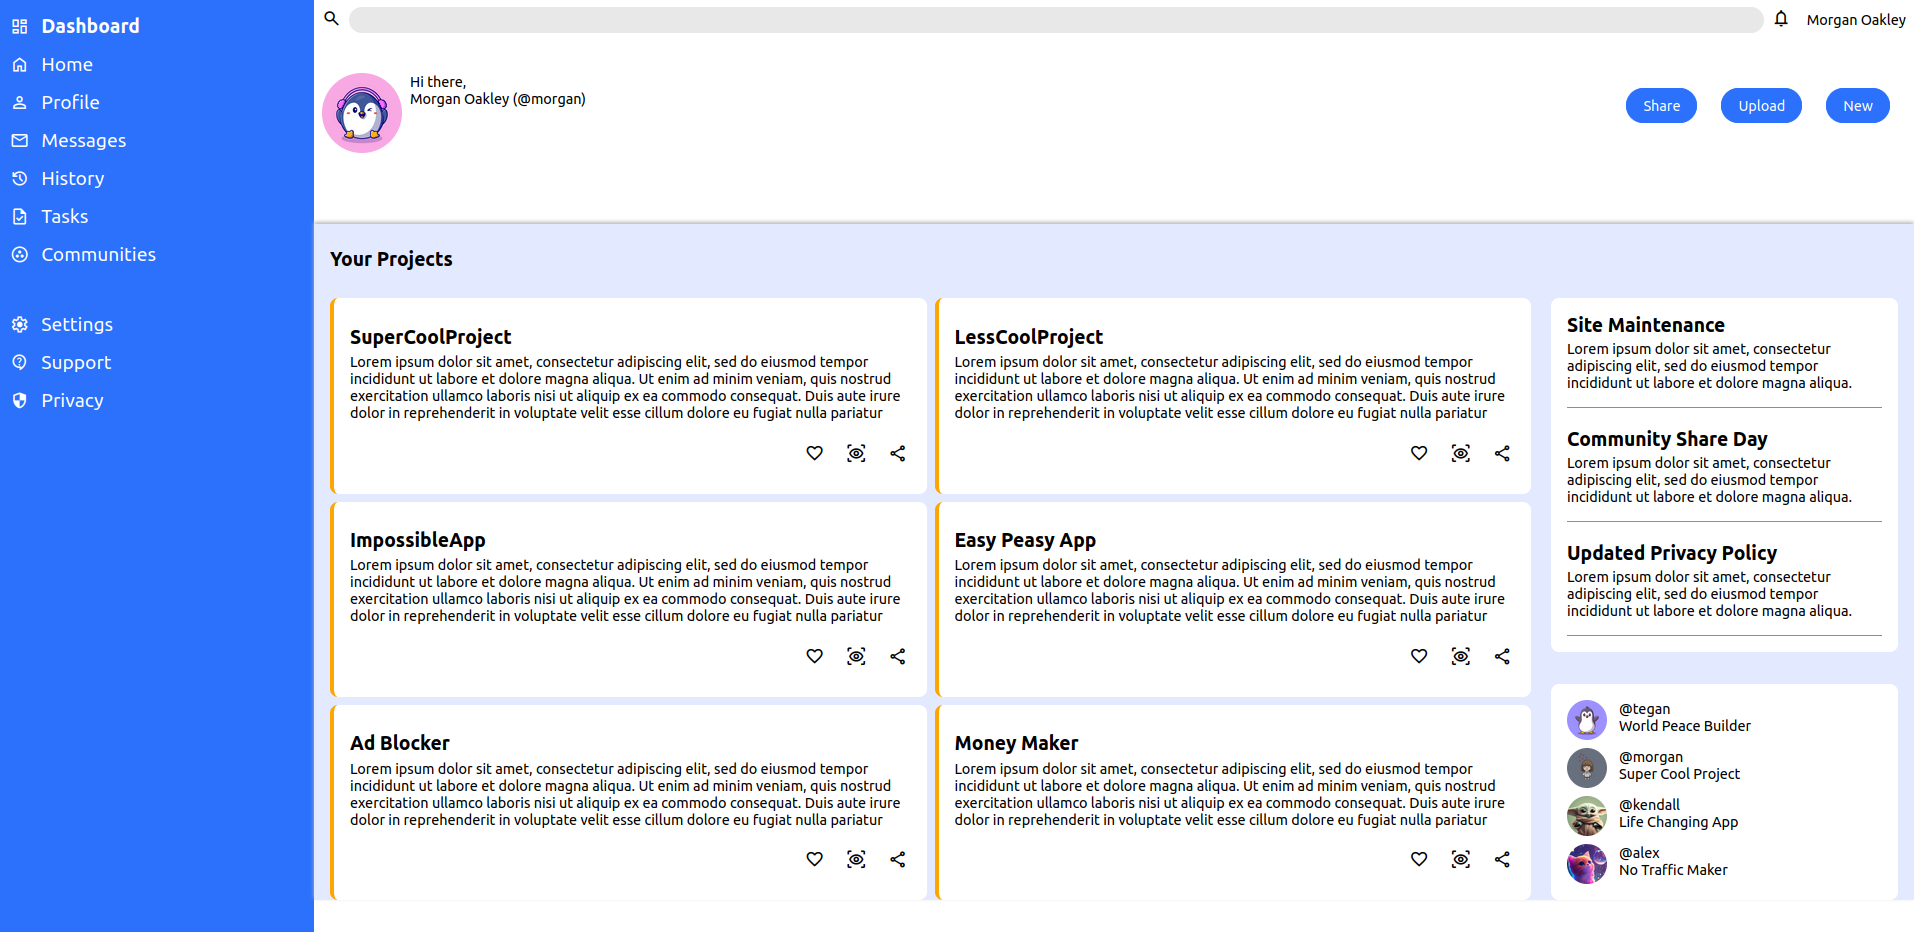 Dashboard
Home
Profile
Messages
History
Tasks
Communities
Settings
Support
Privacy
Morgan Oakley
Hi there,
Morgan Oakley (@morgan)
Share
Upload
New
Your Projects
SuperCoolProject
Lorem ipsum dolor sit amet, consectetur adipiscing elit, sed do eiusmod tempor
incididunt ut labore et dolore magna aliqua. Ut enim ad minim veniam, quis nostrud
exercitation ullamco laboris nisi ut aliquip ex ea commodo consequat. Duis aute irure
dolor in reprehenderit in voluptate velit esse cillum dolore eu fugiat nulla pariatur
LessCoolProject
Lorem ipsum dolor sit amet, consectetur adipiscing elit, sed do eiusmod tempor
incididunt ut labore et dolore magna aliqua. Ut enim ad minim veniam, quis nostrud
exercitation ullamco laboris nisi ut aliquip ex ea commodo consequat. Duis aute irure
dolor in reprehenderit in voluptate velit esse cillum dolore eu fugiat nulla pariatur
ImpossibleApp
Lorem ipsum dolor sit amet, consectetur adipiscing elit, sed do eiusmod tempor
incididunt ut labore et dolore magna aliqua. Ut enim ad minim veniam, quis nostrud
exercitation ullamco laboris nisi ut aliquip ex ea commodo consequat. Duis aute irure
dolor in reprehenderit in voluptate velit esse cillum dolore eu fugiat nulla pariatur
Easy Peasy App
Lorem ipsum dolor sit amet, consectetur adipiscing elit, sed do eiusmod tempor
incididunt ut labore et dolore magna aliqua. Ut enim ad minim veniam, quis nostrud
exercitation ullamco laboris nisi ut aliquip ex ea commodo consequat. Duis aute irure
dolor in reprehenderit in voluptate velit esse cillum dolore eu fugiat nulla pariatur
Ad Blocker
Lorem ipsum dolor sit amet, consectetur adipiscing elit, sed do eiusmod tempor
incididunt ut labore et dolore magna aliqua. Ut enim ad minim veniam, quis nostrud
exercitation ullamco laboris nisi ut aliquip ex ea commodo consequat. Duis aute irure
dolor in reprehenderit in voluptate velit esse cillum dolore eu fugiat nulla pariatur
Money Maker
Lorem ipsum dolor sit amet, consectetur adipiscing elit, sed do eiusmod tempor
incididunt ut labore et dolore magna aliqua. Ut enim ad minim veniam, quis nostrud
exercitation ullamco laboris nisi ut aliquip ex ea commodo consequat. Duis aute irure
dolor in reprehenderit in voluptate velit esse cillum dolore eu fugiat nulla pariatur
Site Maintenance
Lorem ipsum dolor sit amet, consectetur
adipiscing elit, sed do eiusmod tempor
incididunt ut labore et dolore magna aliqua.
Community Share Day
Lorem ipsum dolor sit amet, consectetur
adipiscing elit, sed do eiusmod tempor
incididunt ut labore et dolore magna aliqua.
Updated Privacy Policy
Lorem ipsum dolor sit amet, consectetur
adipiscing elit, sed do eiusmod tempor
incididunt ut labore et dolore magna aliqua.
@tegan
World Peace Builder
@morgan
Super Cool Project
@kendall
Life Changing App
@alex
No Traffic Maker